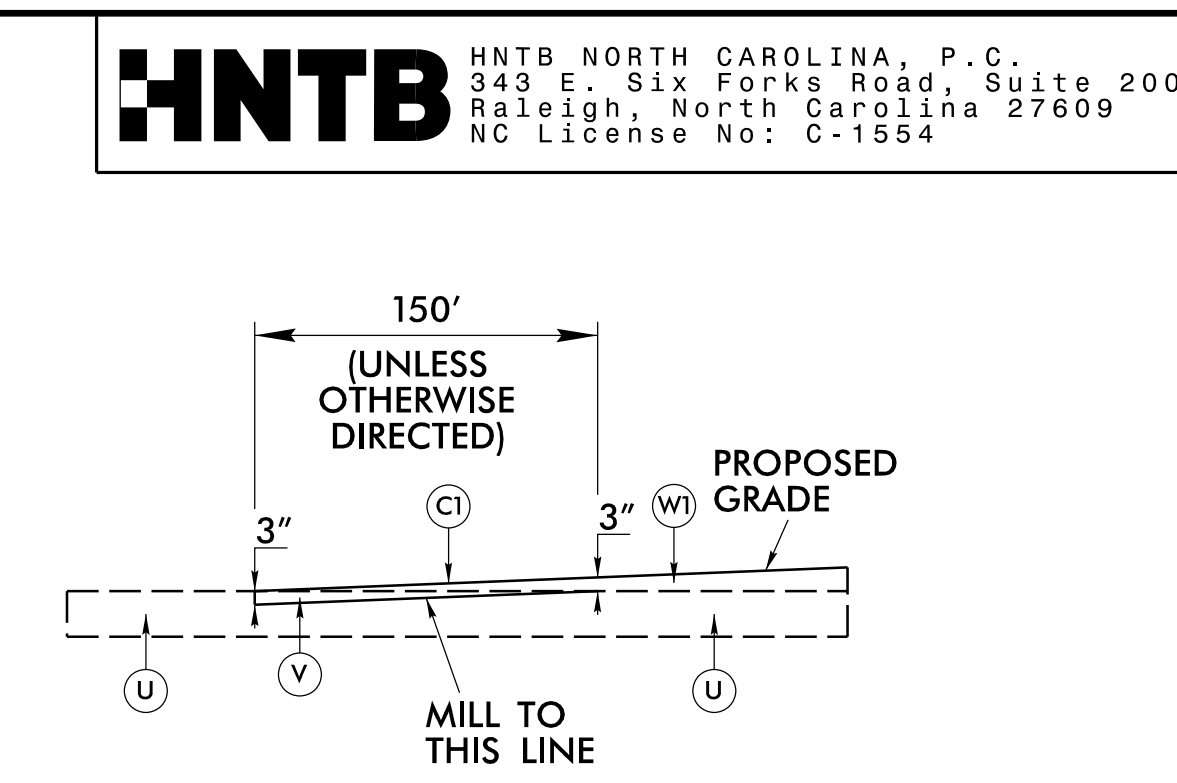 HNTB
HNTB NORTH CAROLINA, P.C.
343 E. Six Forks Road, Suite 200
Raleigh, North Carolina 27609
NC License No: C-1554
150'
(UNLESS
OTHERWISE
DIRECTED)
PROPOSED
GRADE
C1
W1
3"
3"
U
V
U
MILL TO
THIS LINE